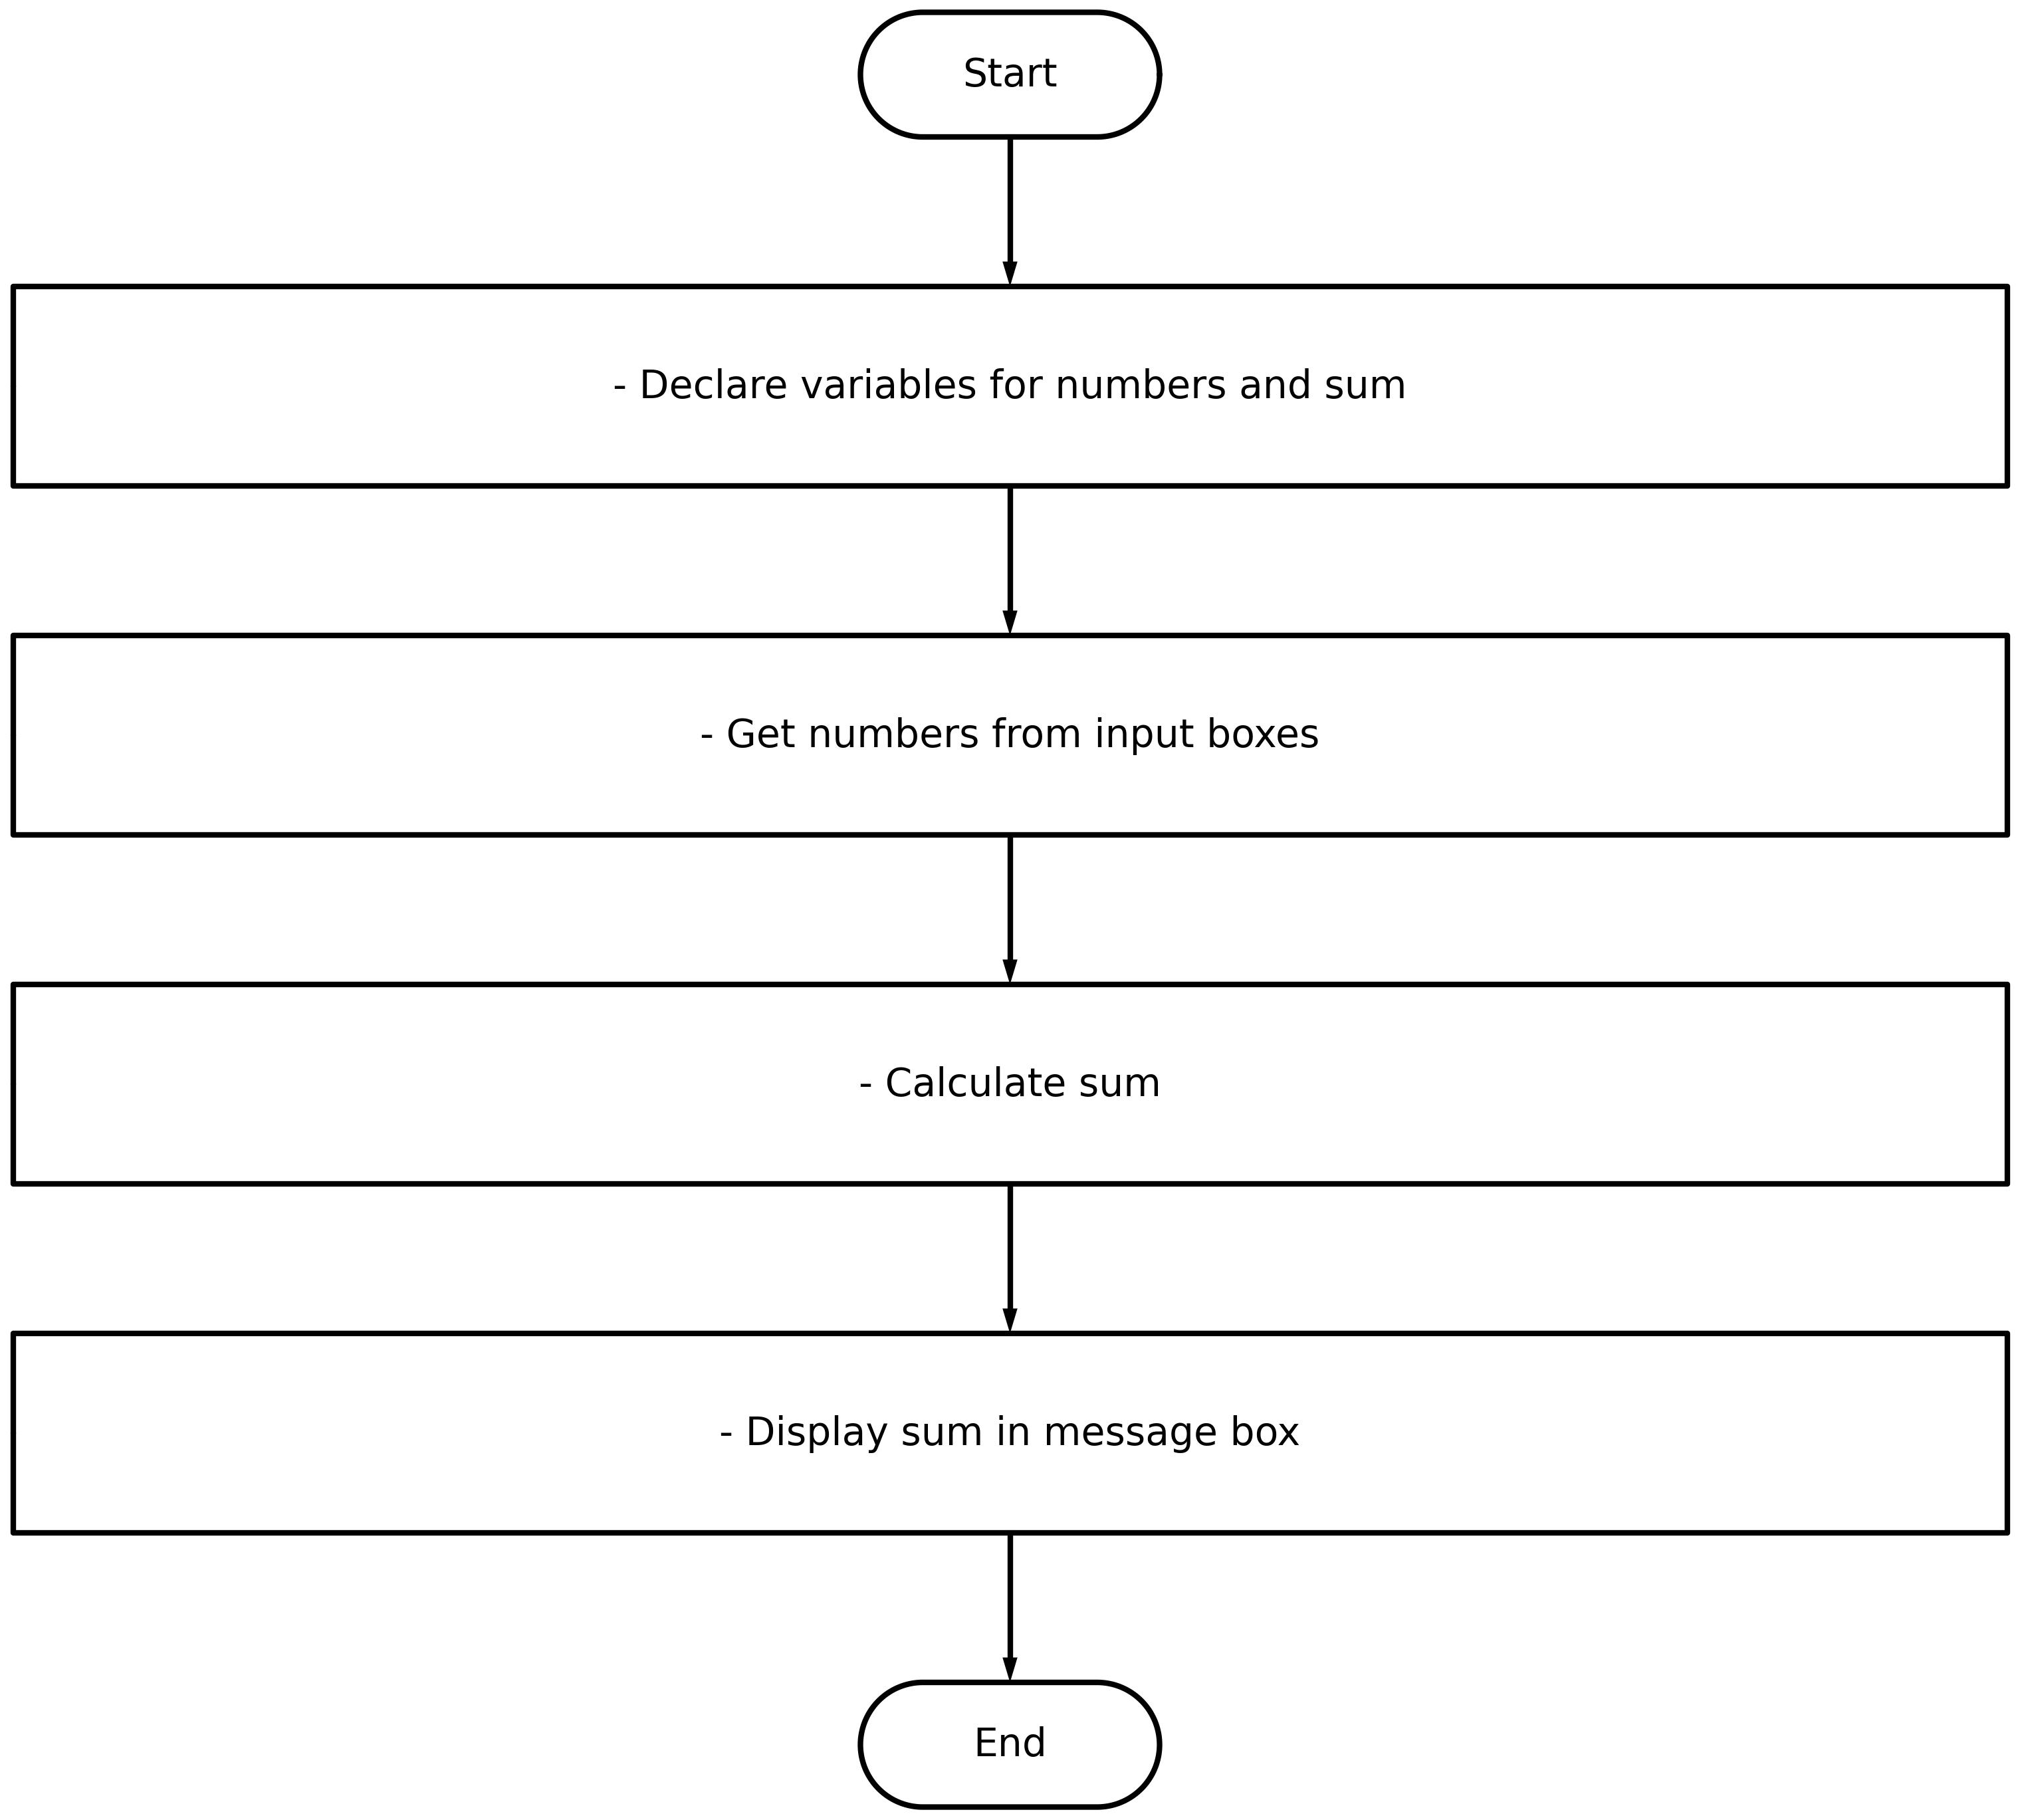 Start
- Declare variables for numbers and sum
- Get numbers from input boxes
- Calculate sum
- Display sum in message box
End